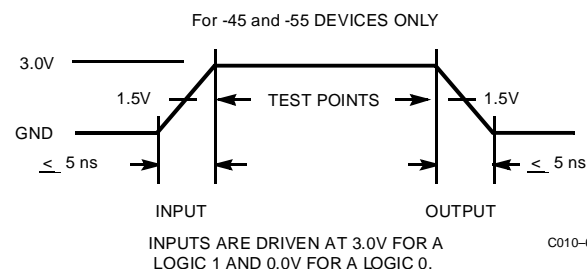 For -45 and -55 DEVICES ONLY
3.0V
1.5V
TEST POINTS
1.5V
GND
≤ 5 ns
≤ 5 ns
INPUT
OUTPUT
INPUTS ARE DRIVEN AT 3.0V FOR A
LOGIC 1 AND 0.0V FOR A LOGIC 0.